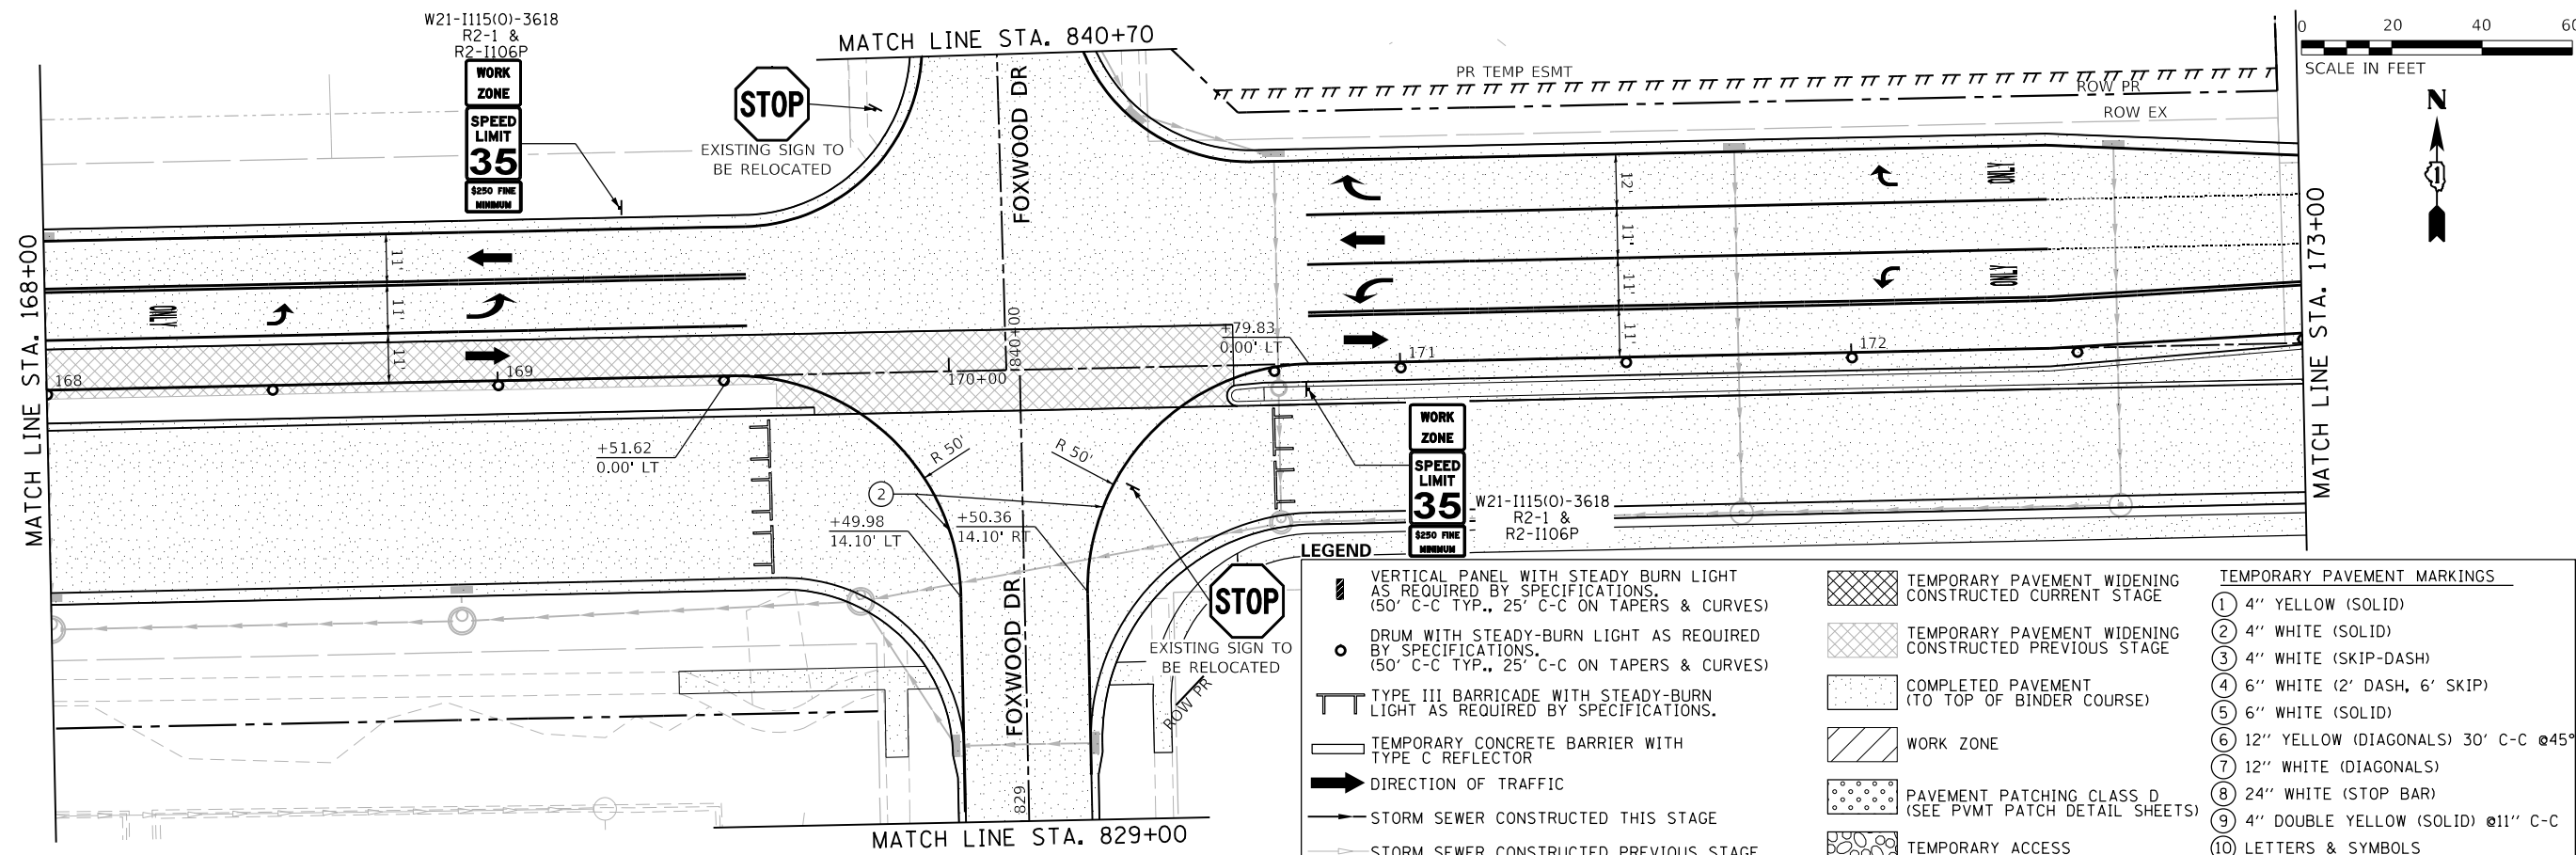 W21-I115(O)-3618
R2-1 &
R2-I106P
WORK
ZONE
SPEED
LIMIT
35
$250 FINE
MINIMUM
STOP
EXISTING SIGN TO
BE RELOCATED
MATCH LINE STA. 840+70
FOXWOOD DR
PR TEMP ESMT
ROW PR
ROW EX
0 20 40 60
SCALE IN FEET
N
1
MATCH LINE STA. 168+00
MATCH LINE STA. 173+00
11'
11'
11'
ONLY
12'
11'
11'
11
ONLY
ONLY
168
169
170+00
840+00
171
172
+79.83
0.00' LT
+51.62
0.00' LT
R 50'
R 50'
2
+49.98
14.10' LT
+50.36
14.10' RT
WORK
ZONE
SPEED
LIMIT
35
$250 FINE
MINIMUM
W21-I115(O)-3618
R2-1 &
R2-I106P
STOP
EXISTING SIGN TO
BE RELOCATED
ROW PR
FOXWOOD DR
829
MATCH LINE STA. 829+00
LEGEND
VERTICAL PANEL WITH STEADY BURN LIGHT
AS REQUIRED BY SPECIFICATIONS.
(50' C-C TYP., 25' C-C ON TAPERS & CURVES)
DRUM WITH STEADY-BURN LIGHT AS REQUIRED
BY SPECIFICATIONS.
(50' C-C TYP., 25' C-C ON TAPERS & CURVES)
TYPE III BARRICADE WITH STEADY-BURN
LIGHT AS REQUIRED BY SPECIFICATIONS.
TEMPORARY CONCRETE BARRIER WITH
TYPE C REFLECTOR
DIRECTION OF TRAFFIC
STORM SEWER CONSTRUCTED THIS STAGE
STORM SEWER CONSTRUCTED PREVIOUS STAGE
TEMPORARY PAVEMENT WIDENING
CONSTRUCTED CURRENT STAGE
TEMPORARY PAVEMENT WIDENING
CONSTRUCTED PREVIOUS STAGE
COMPLETED PAVEMENT
(TO TOP OF BINDER COURSE)
WORK ZONE
PAVEMENT PATCHING CLASS D
(SEE PVMT PATCH DETAIL SHEETS)
TEMPORARY ACCESS
TEMPORARY PAVEMENT MARKINGS
1 4'' YELLOW (SOLID)
2 4'' WHITE (SOLID)
3 4'' WHITE (SKIP-DASH)
4 6'' WHITE (2' DASH, 6' SKIP)
5 6'' WHITE (SOLID)
6 12'' YELLOW (DIAGONALS) 30' C-C @45°
7 12'' WHITE (DIAGONALS)
8 24'' WHITE (STOP BAR)
9 4'' DOUBLE YELLOW (SOLID) @11'' C-C
10 LETTERS & SYMBOLS